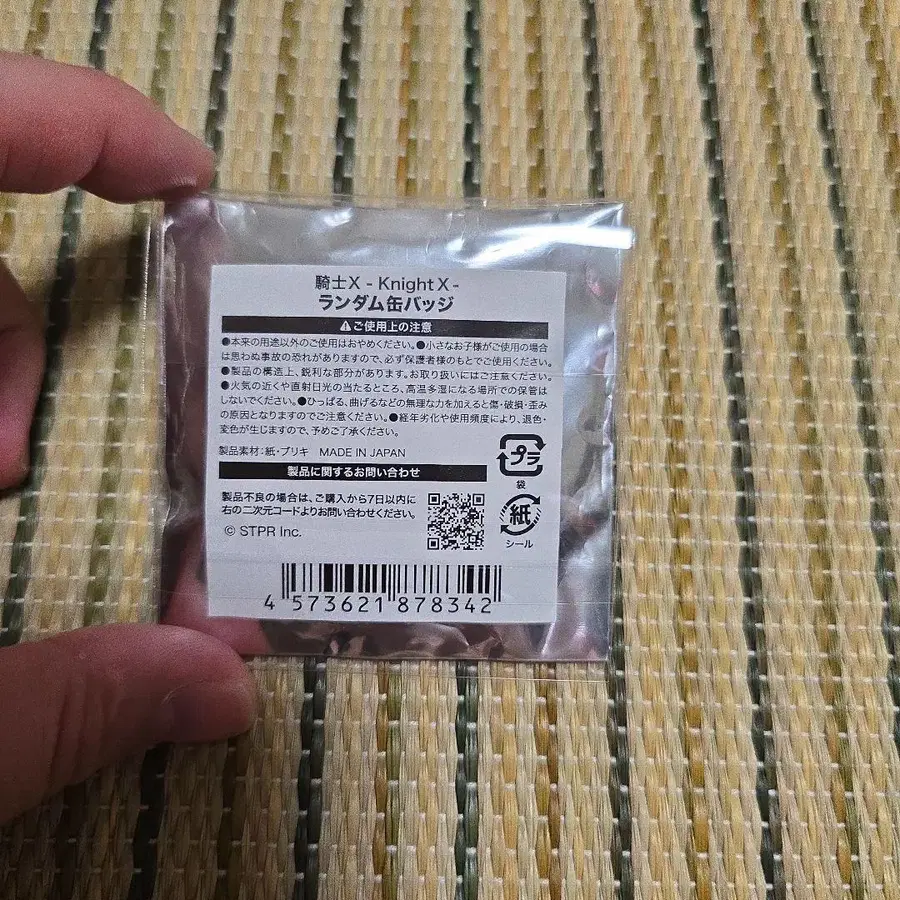 騎士X - Knight X -
ランダム缶バッジ
⚠ご使用上の注意
●本来の用途以外のご使用はおやめください。●小さなお子様がご使用の場合
は思わぬ事故の恐れがありますので、必ず保護者様のもとでご使用ください。
●製品の構造上、鋭利な部分があります。お取り扱いにはご注意ください。
●火気の近くや直射日光の当たるところ、高温多湿になる場所での保管は
しないでください。●ひっぱる、曲げるなどの無理な力を加えると傷・破損・歪み
の原因となりますのでご注意ください。●経年劣化や使用頻度により、退色・
変色が生じますので、予めご了承ください。
製品素材：紙・ブリキ MADE IN JAPAN
プラ
袋
製品に関するお問い合わせ
製品不良の場合は、ご購入から7日以内に
右の二次元コードよりお問い合わせください。
紙
シール
© STPR Inc.
4 573621 878342